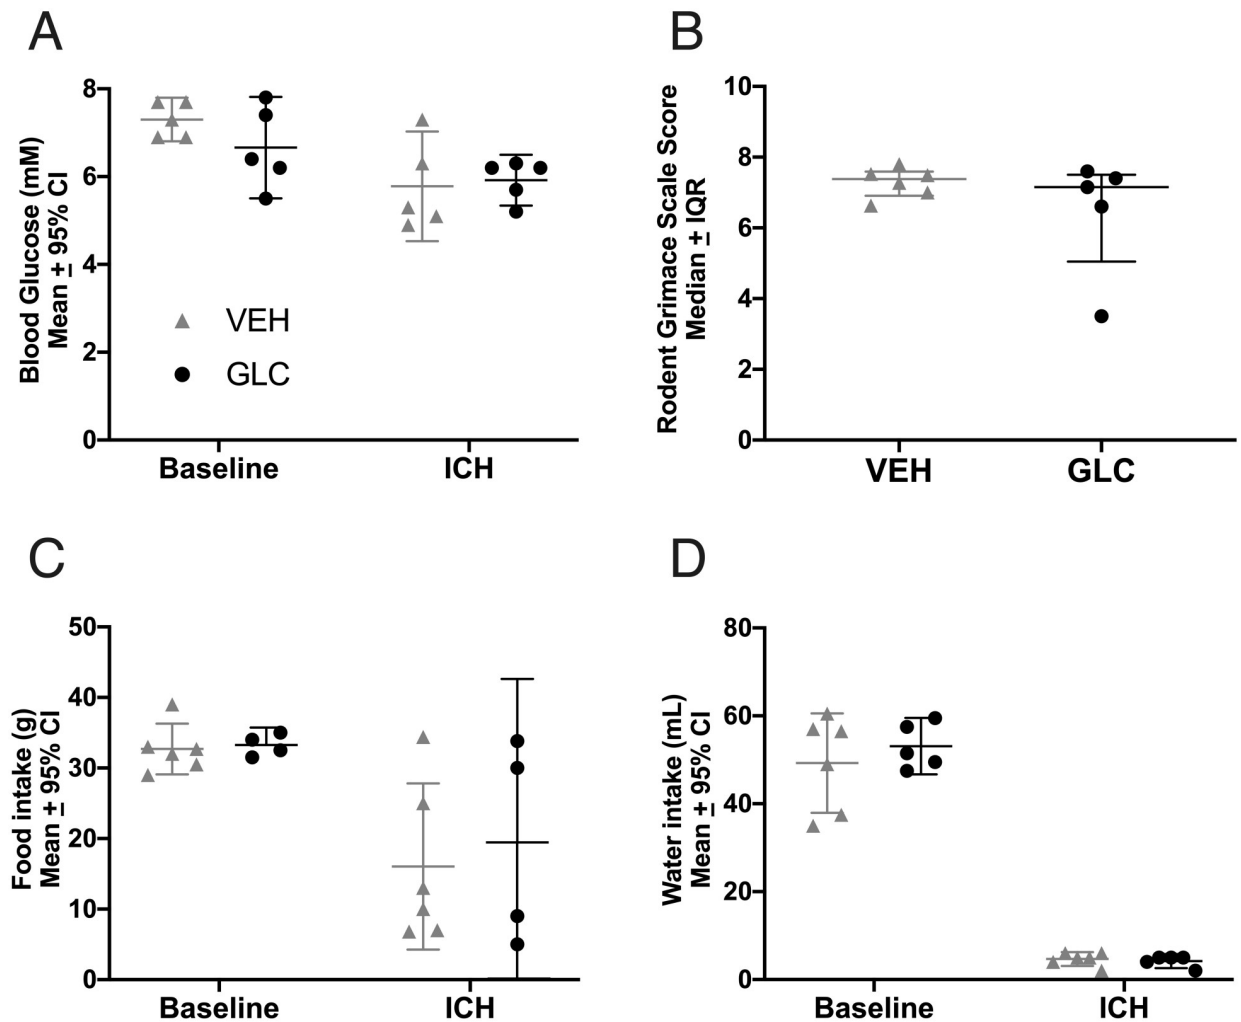 A
Blood Glucose (mM)
Mean ± 95% CI
8
6
4
2
0
VEH
GLC
Baseline
ICH
B
Rodent Grimace Scale Score
Median ± IQR
10
8
6
4
2
0
VEH
GLC
C
Food intake (g)
Mean ± 95% CI
50
40
30
20
10
0
Baseline
ICH
D
Water intake (mL)
Mean ± 95% CI
80
60
40
20
0
Baseline
ICH